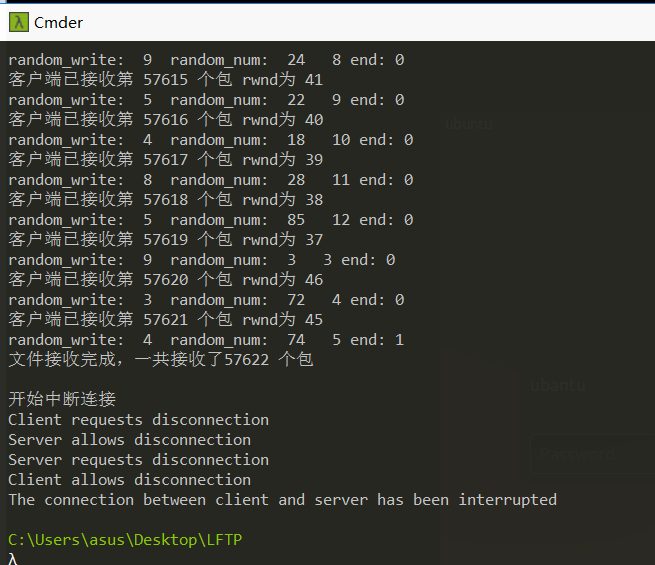 λ Cmder
random_write: 9 random_num: 24 8 end: 0
客户端已接收第 57615 个包 rwnd为 41
random_write: 5 random_num: 22 9 end: 0
客户端已接收第 57616 个包 rwnd为 40
random_write: 4 random_num: 18 10 end: 0
客户端已接收第 57617 个包 rwnd为 39
random_write: 8 random_num: 28 11 end: 0
客户端已接收第 57618 个包 rwnd为 38
random_write: 5 random_num: 85 12 end: 0
客户端已接收第 57619 个包 rwnd为 37
random_write: 9 random_num: 3 3 end: 0
客户端已接收第 57620 个包 rwnd为 46
random_write: 3 random_num: 72 4 end: 0
客户端已接收第 57621 个包 rwnd为 45
random_write: 4 random_num: 74 5 end: 1
文件接收完成，一共接收了57622 个包
开始中断连接
Client requests disconnection
Server allows disconnection
Server requests disconnection
Client allows disconnection
The connection between client and server has been interrupted
C:\Users\asus\Desktop\LFTP
λ
ubuntu
ubantu
Password